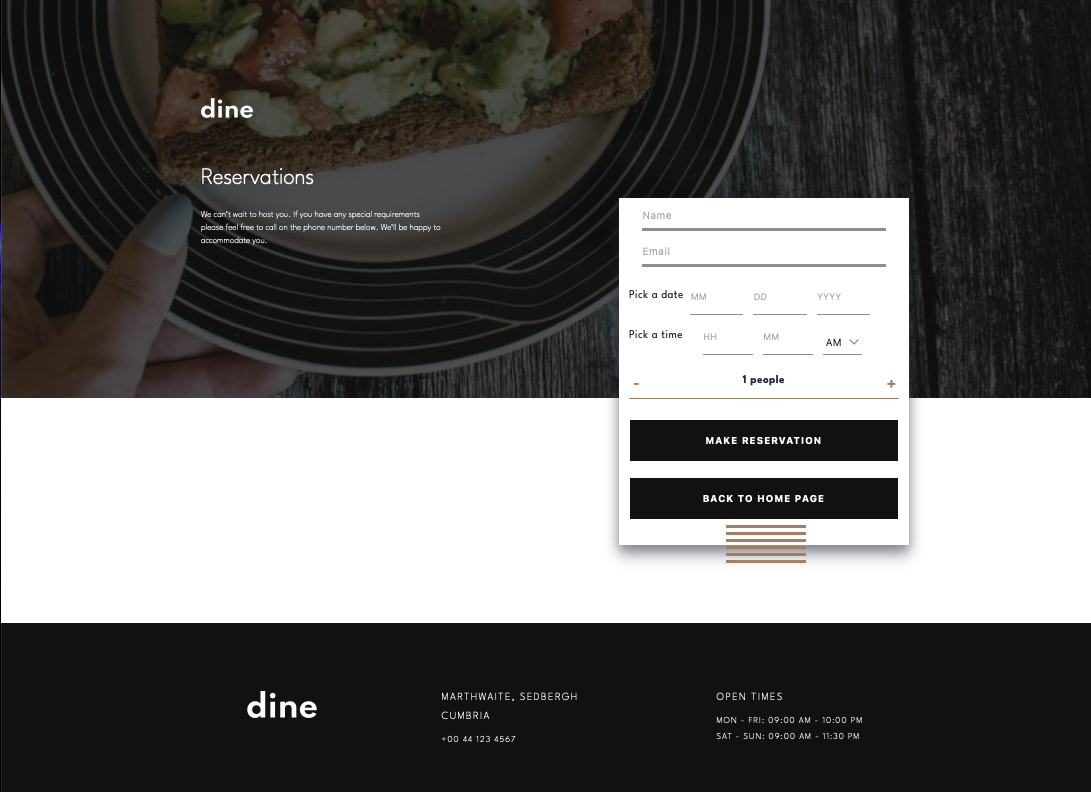 dine
Reservations
We can't wait to host you. If you have any special requirements
please feel free to call on the phone number below. We'll be happy to
accommodate you.
Name
Email
Pick a date MM DD YYYY
Pick a time HH MM AM
- 1 people +
MAKE RESERVATION
BACK TO HOME PAGE
dine
MARTHWAITE, SEDBERGH
CUMBRIA
+00 44 123 4567
OPEN TIMES
MON - FRI: 09:00 AM - 10:00 PM
SAT - SUN: 09:00 AM - 11:30 PM